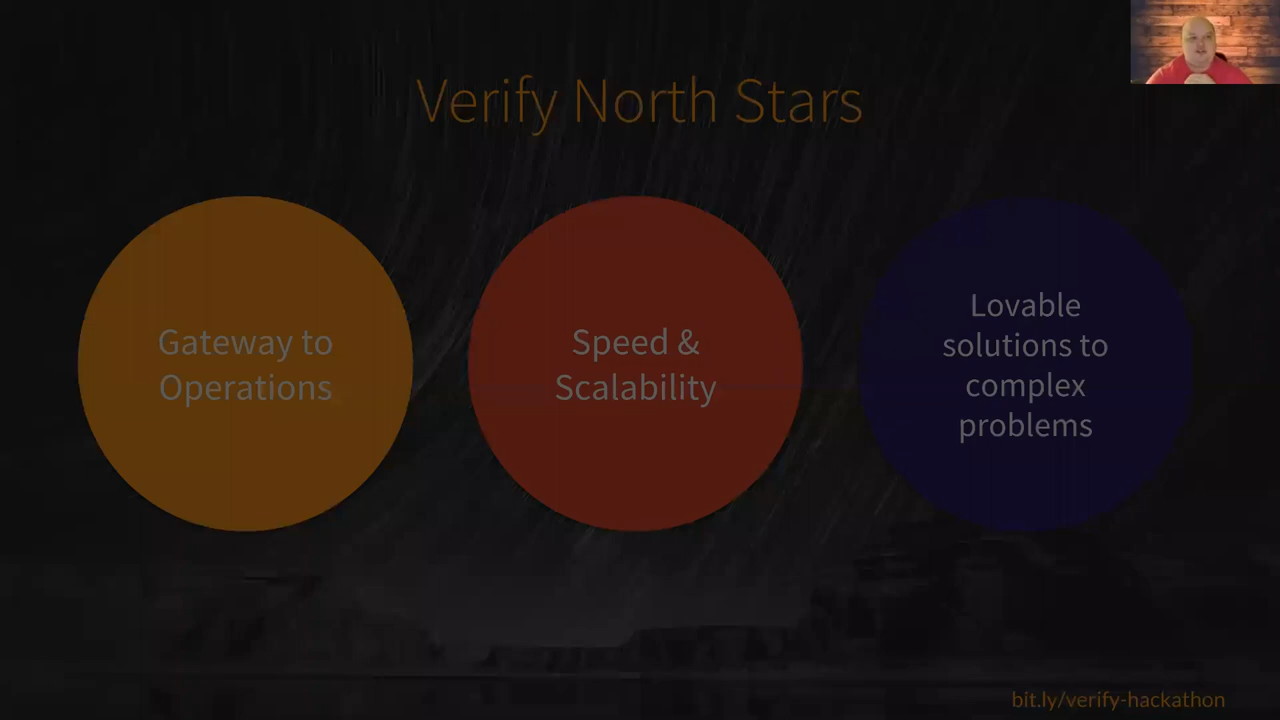 Verify North Stars
Gateway to
Operations
Speed &
Scalability
Lovable
solutions to
complex
problems
bit.ly/verify-hackathon